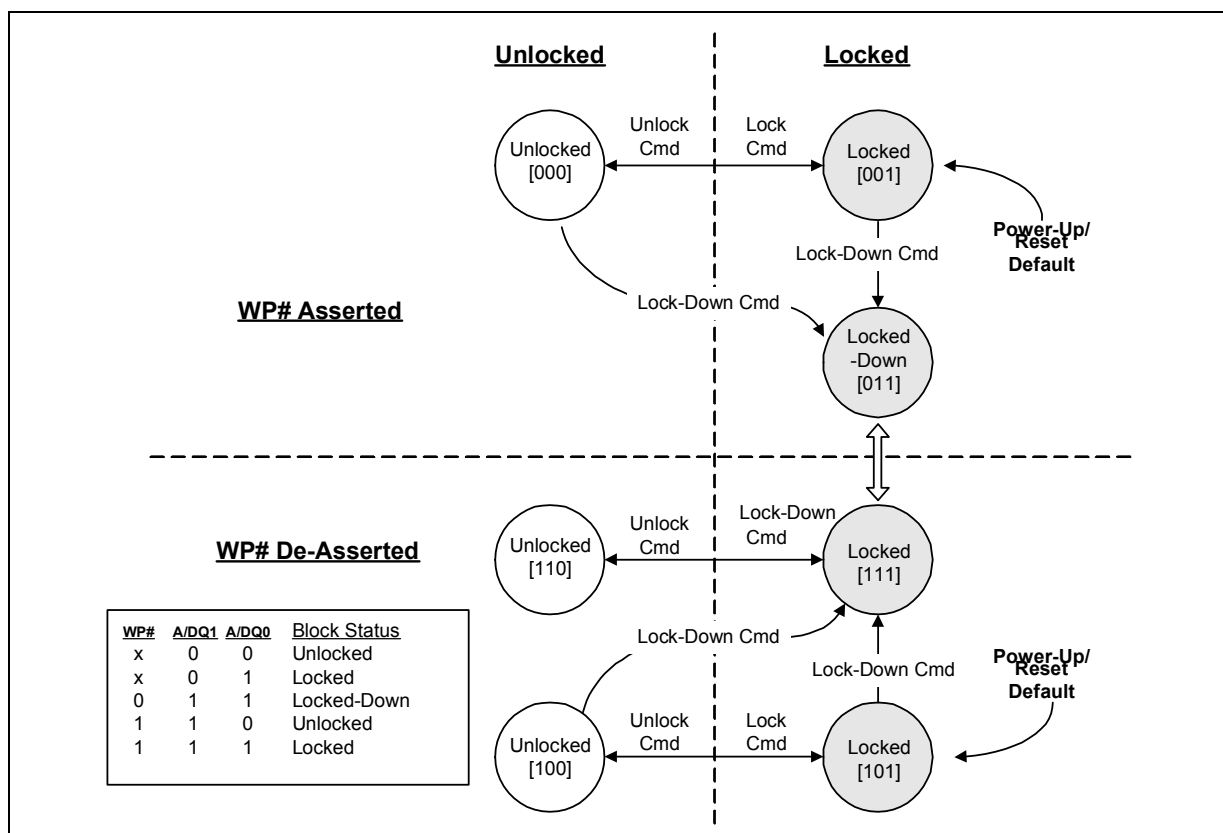 Unlocked
Locked
Unlocked
[000]
Unlock
Cmd
Lock
Cmd
Locked
[001]
Power-Up/
Reset
Default
Lock-Down Cmd
Lock-Down Cmd
WP# Asserted
Locked
-Down
[011]
WP# De-Asserted
Unlocked
[110]
Unlock
Cmd
Lock-Down
Cmd
Locked
[111]
Lock-Down Cmd
Lock-Down Cmd
Power-Up/
Reset
Default
WP# A/DQ1 A/DQ0 Block Status
x 0 0 Unlocked
x 0 1 Locked
0 1 1 Locked-Down
1 1 0 Unlocked
1 1 1 Locked
Unlocked
[100]
Unlock
Cmd
Lock
Cmd
Locked
[101]